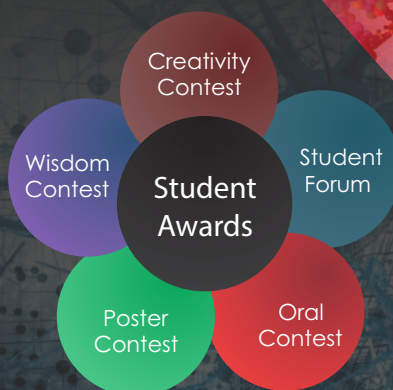 Creativity
Contest
Wisdom
Contest
Student
Forum
Student
Awards
Poster
Contest
Oral
Contest